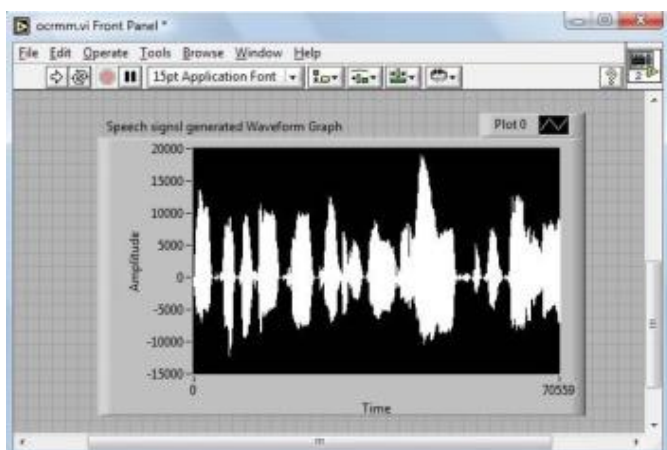 ocrmm.vi Front Panel *
File Edit Operate Tools Browse Window Help
15pt Application Font
2
Speech signsl generated Waveform Graph
Plot 0
20000
15000
10000
5000
0
-5000
-10000
-15000
Amplitude
0
70559
Time